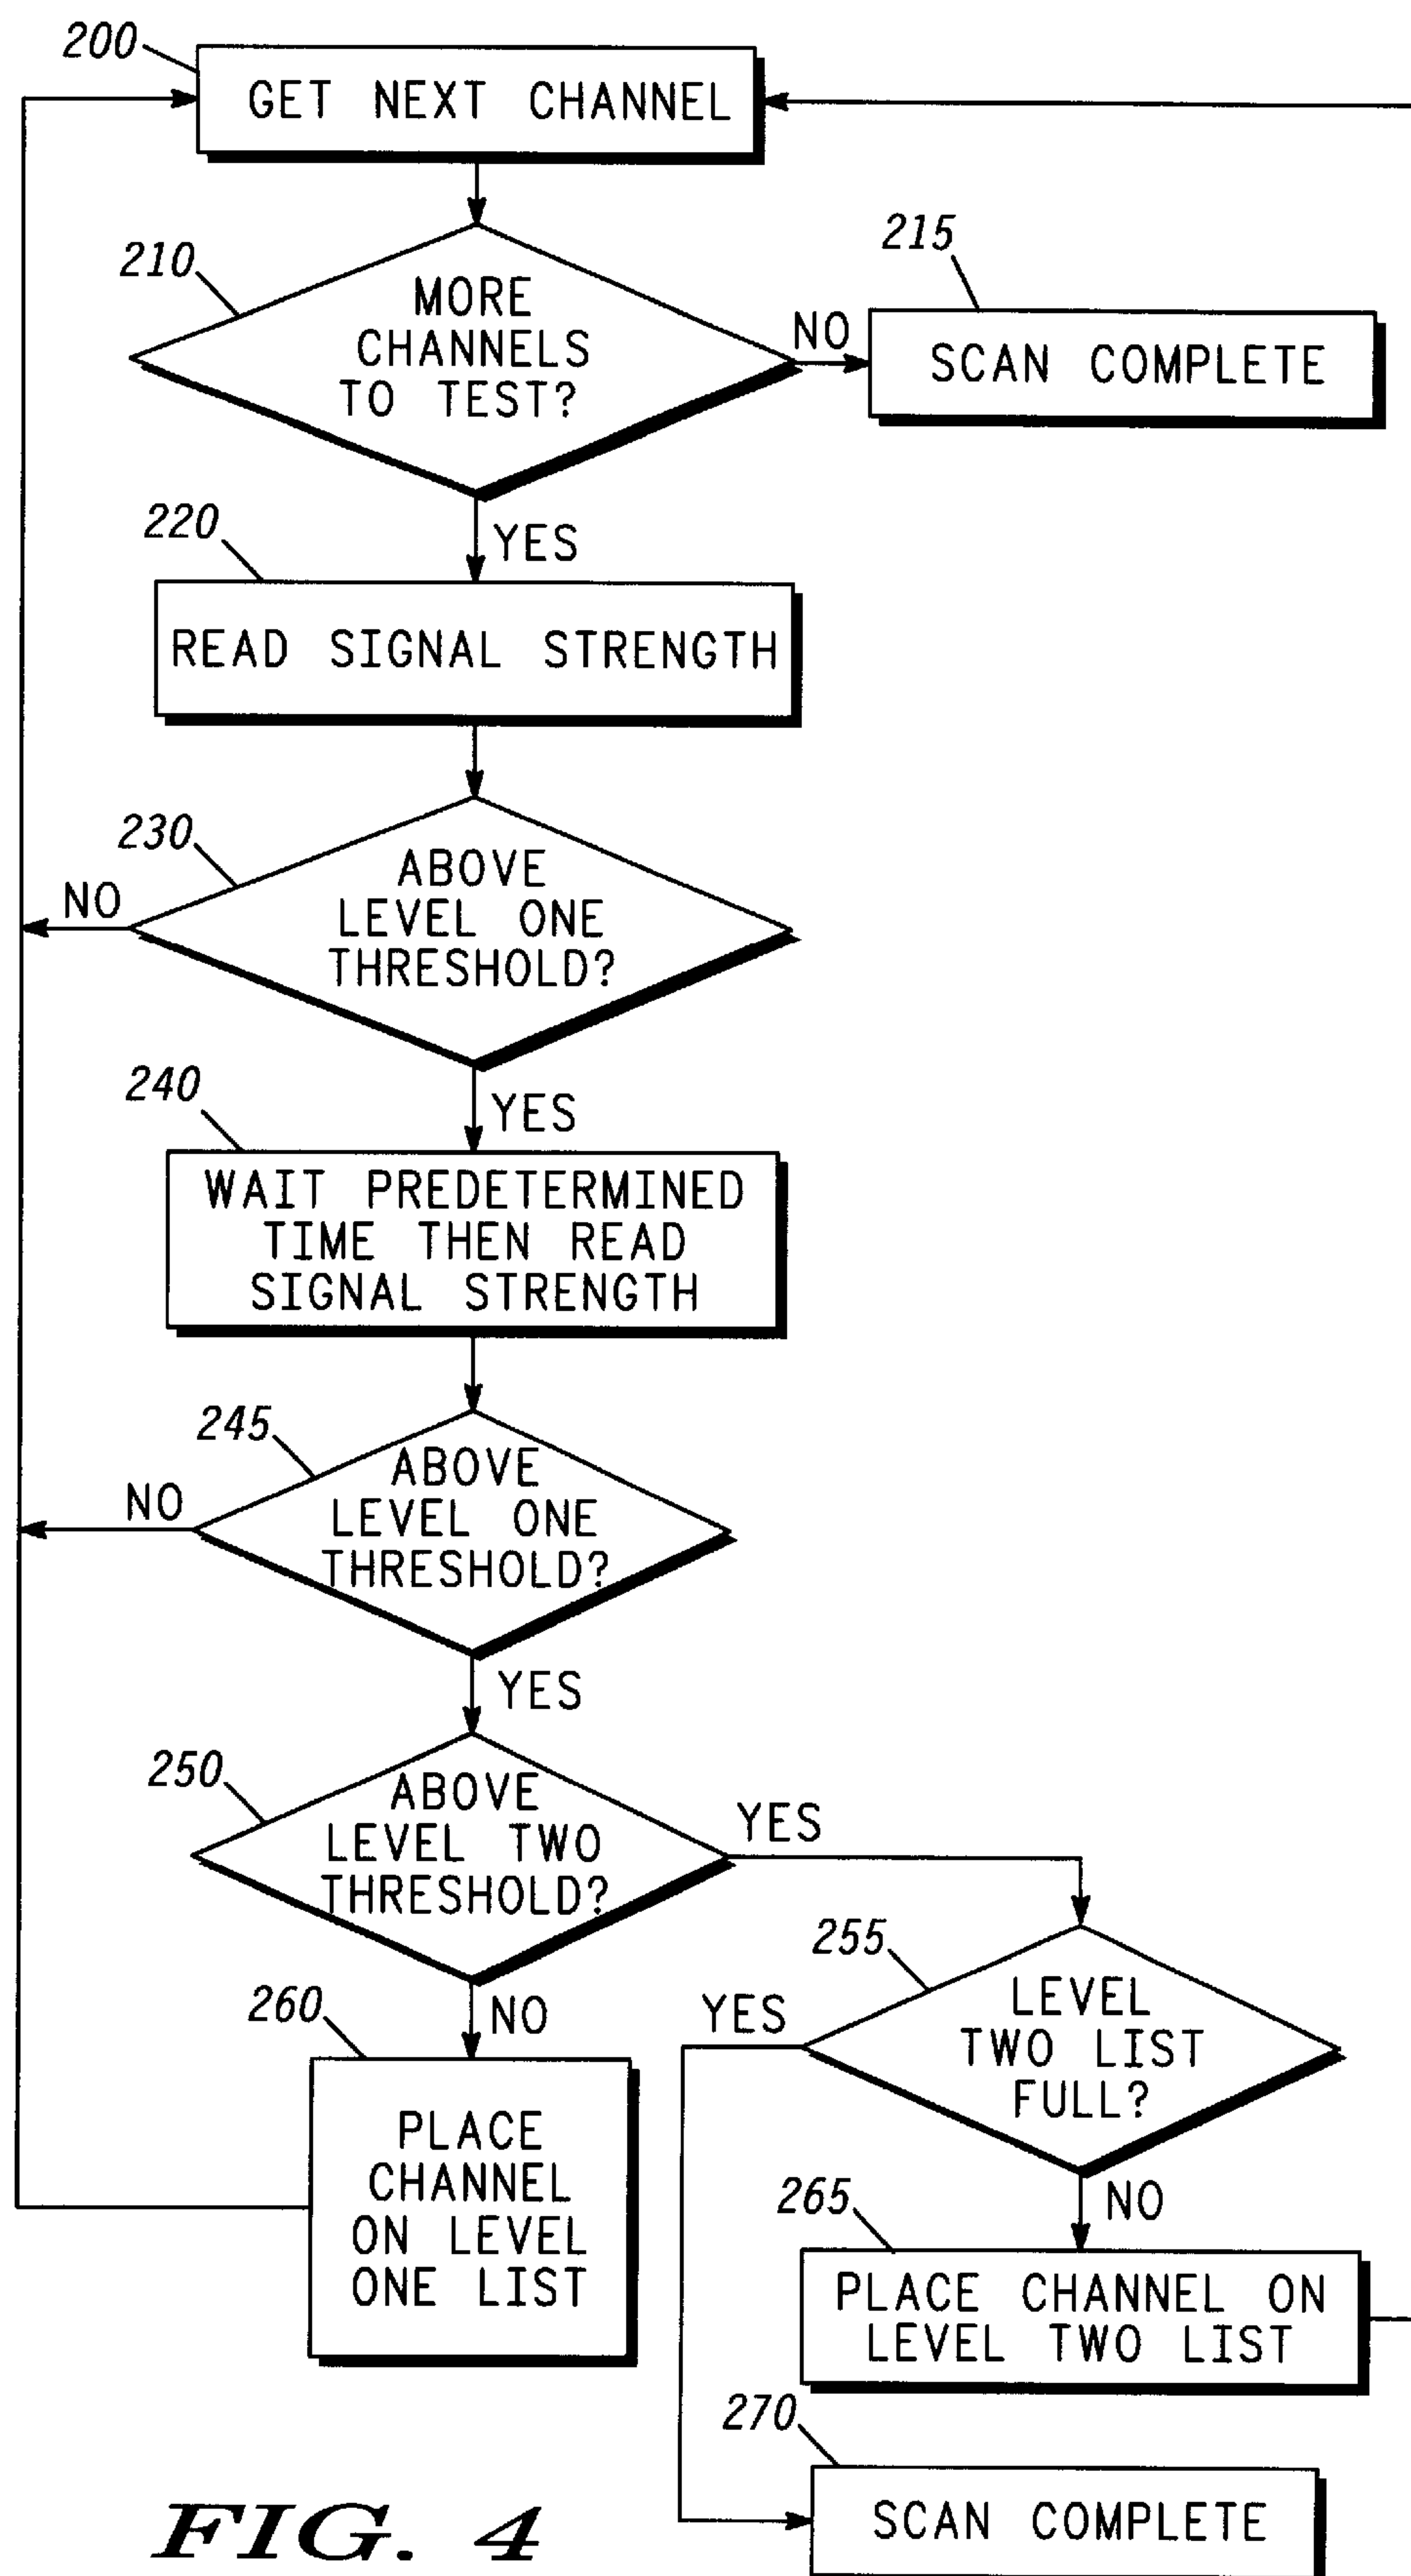 200
GET NEXT CHANNEL
210
MORE
CHANNELS
TO TEST?
NO
215
SCAN COMPLETE
YES
220
READ SIGNAL STRENGTH
230
ABOVE
LEVEL ONE
THRESHOLD?
NO
YES
240
WAIT PREDETERMINED
TIME THEN READ
SIGNAL STRENGTH
245
ABOVE
LEVEL ONE
THRESHOLD?
NO
YES
250
ABOVE
LEVEL TWO
THRESHOLD?
YES
NO
255
LEVEL
TWO LIST
FULL?
YES
NO
260
PLACE
CHANNEL
ON LEVEL
ONE LIST
265
PLACE CHANNEL ON
LEVEL TWO LIST
270
SCAN COMPLETE
FIG. 4